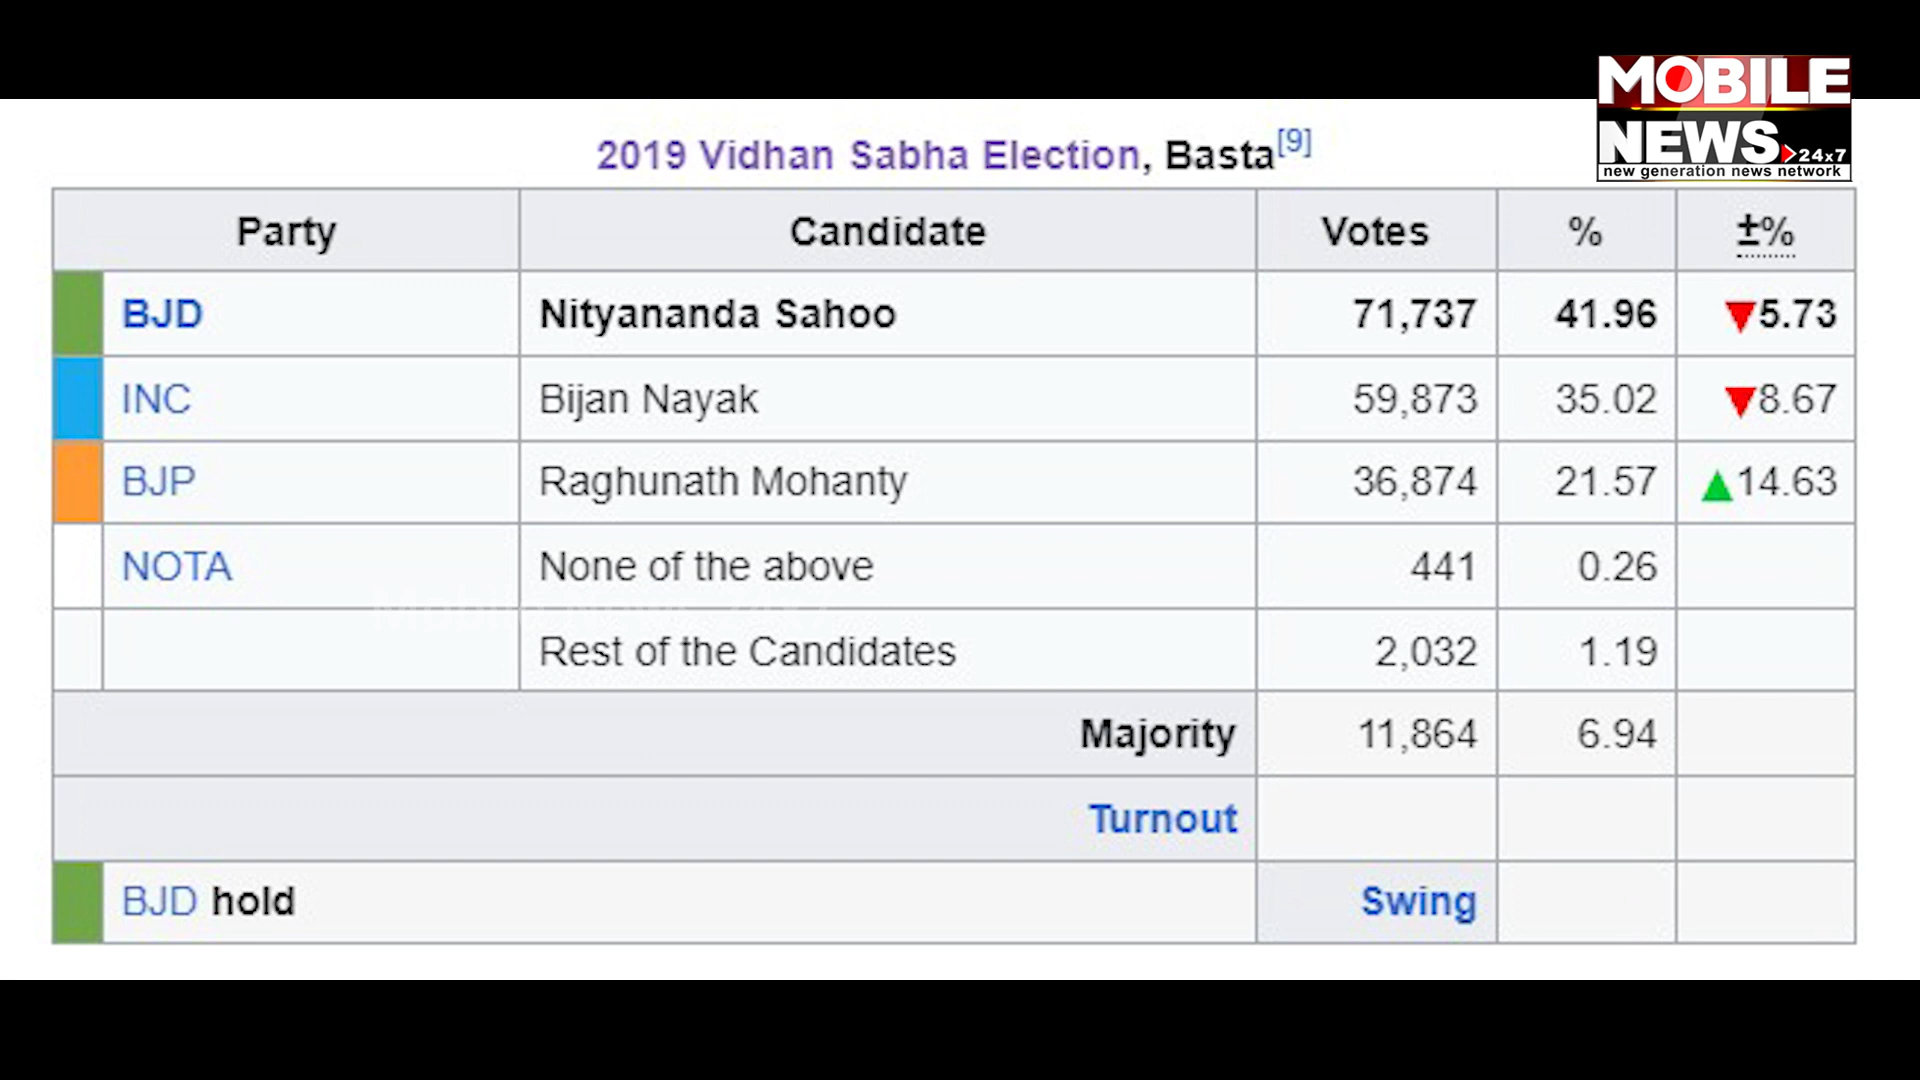 MOBILE
NEWS 24x7
new generation news network
2019 Vidhan Sabha Election, Basta[9]
Party Candidate Votes % ±%
BJD Nityananda Sahoo 71,737 41.96 ▼5.73
INC Bijan Nayak 59,873 35.02 ▼8.67
BJP Raghunath Mohanty 36,874 21.57 ▲14.63
NOTA None of the above 441 0.26
Rest of the Candidates 2,032 1.19
Majority 11,864 6.94
Turnout
BJD hold Swing